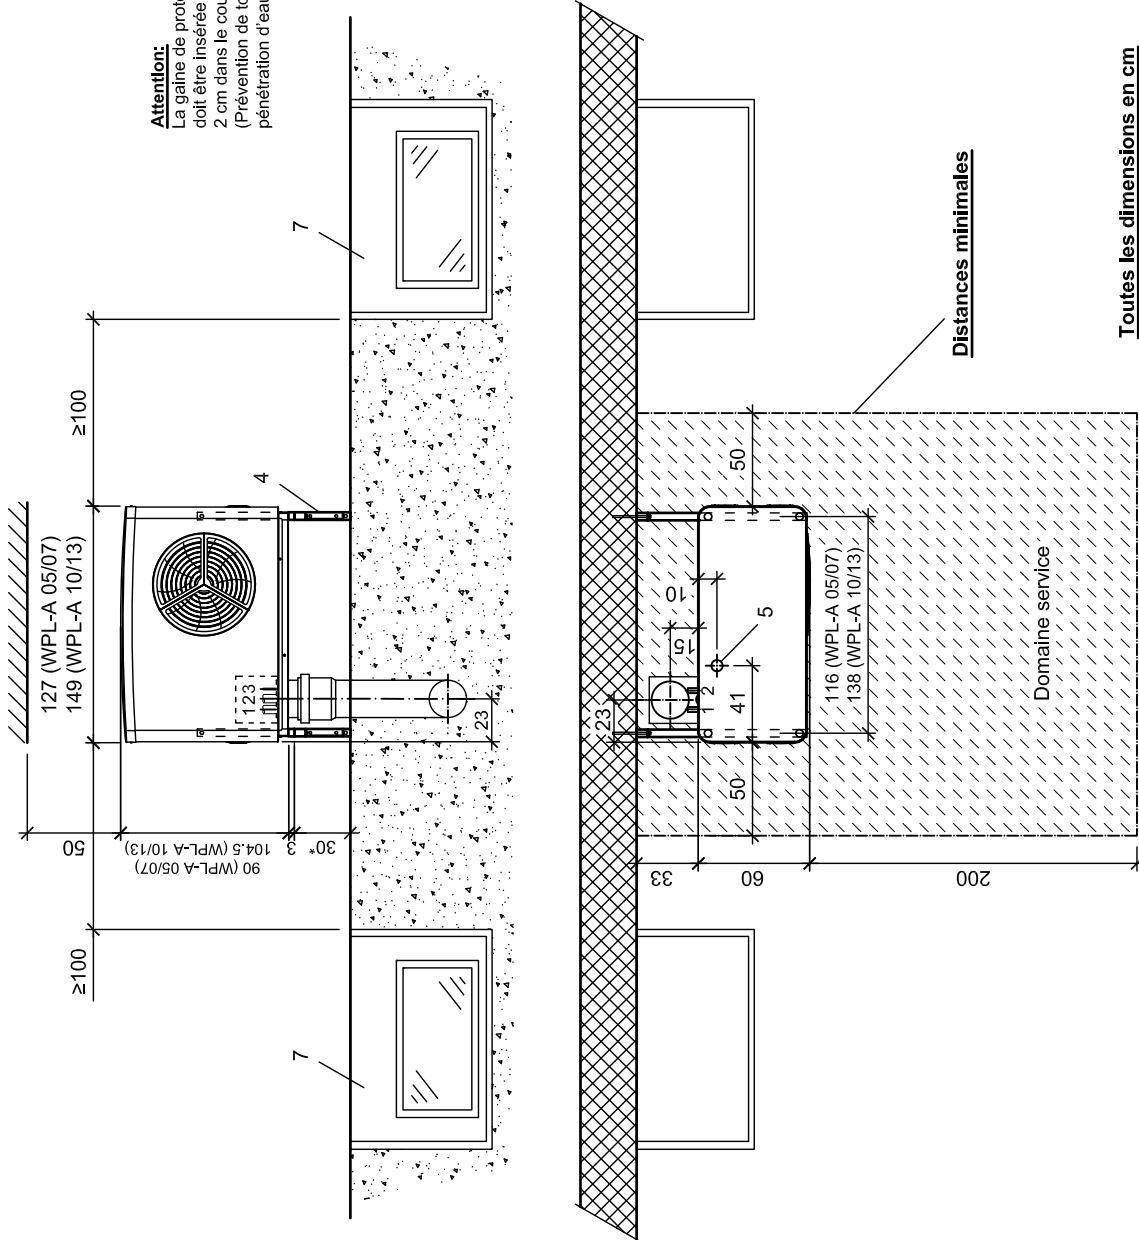 Attention:
La gaine de prote
doit être insérée
2 cm dans le cou
(Prévention de to
pénétration d'eau
7
≥100
4
127 (WPL-A 05/07)
149 (WPL-A 10/13)
123
23
50
90 (WPL-A 05/07)
104.5 (WPL-A 10/13)
3
30*
≥100
7
Distances minimales
Toutes les dimensions en cm
50
10
5
15
1 2
23
41
116 (WPL-A 05/07)
138 (WPL-A 10/13)
Domaine service
50
33
60
200